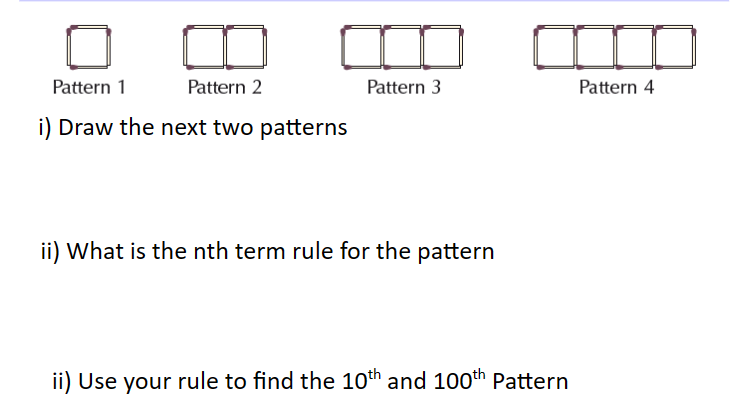 Pattern 1 Pattern 2 Pattern 3 Pattern 4
i) Draw the next two patterns
ii) What is the nth term rule for the pattern
ii) Use your rule to find the 10th and 100th Pattern